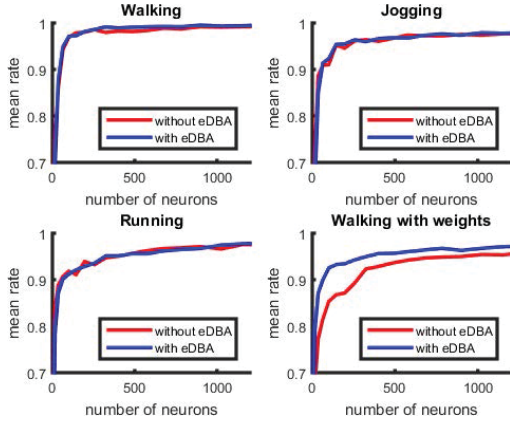 Walking
1
0.9
0.8
0.7
mean rate
without eDBA
with eDBA
0
500
1000
number of neurons
Jogging
1
0.9
0.8
0.7
mean rate
without eDBA
with eDBA
0
500
1000
number of neurons
Running
1
0.9
0.8
0.7
mean rate
without eDBA
with eDBA
0
500
1000
number of neurons
Walking with weights
1
0.9
0.8
0.7
mean rate
without eDBA
with eDBA
0
500
1000
number of neurons